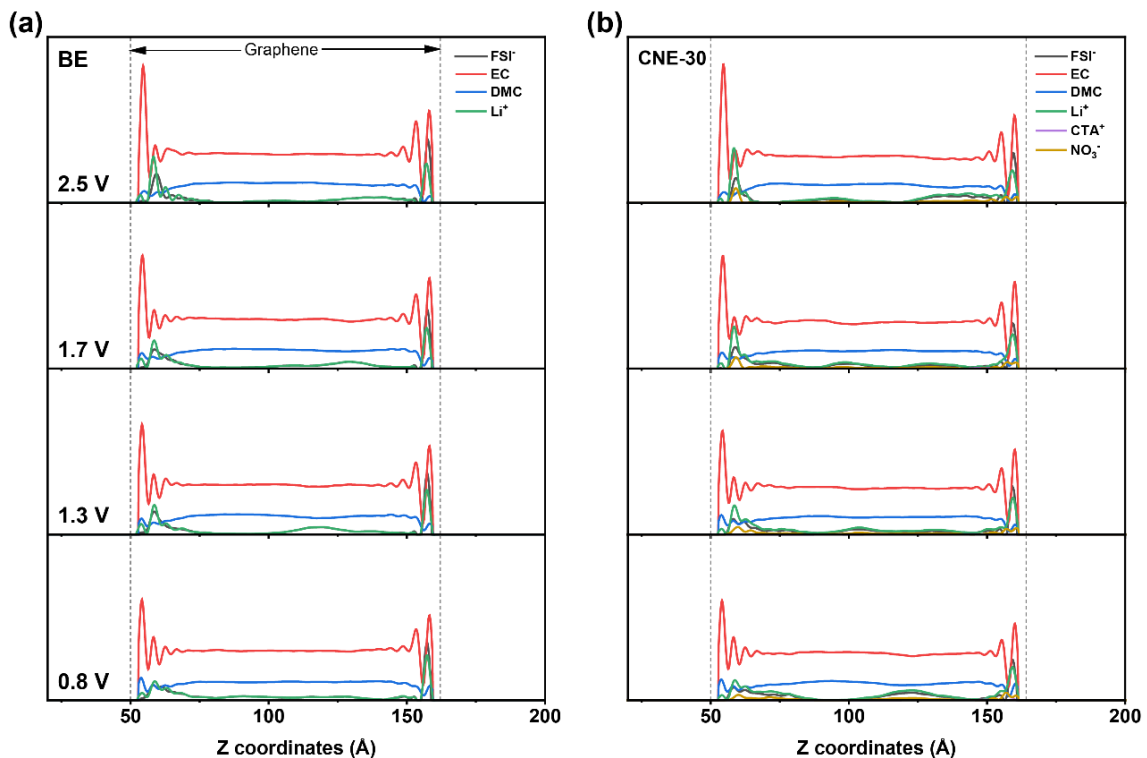 (a)
BE
Graphene
FSI⁻
EC
DMC
Li⁺
2.5 V
1.7 V
1.3 V
0.8 V
50
100
150
200
Z coordinates (Å)
(b)
CNE-30
FSI⁻
EC
DMC
Li⁺
CTA⁺
NO₃⁻
50
100
150
200
Z coordinates (Å)